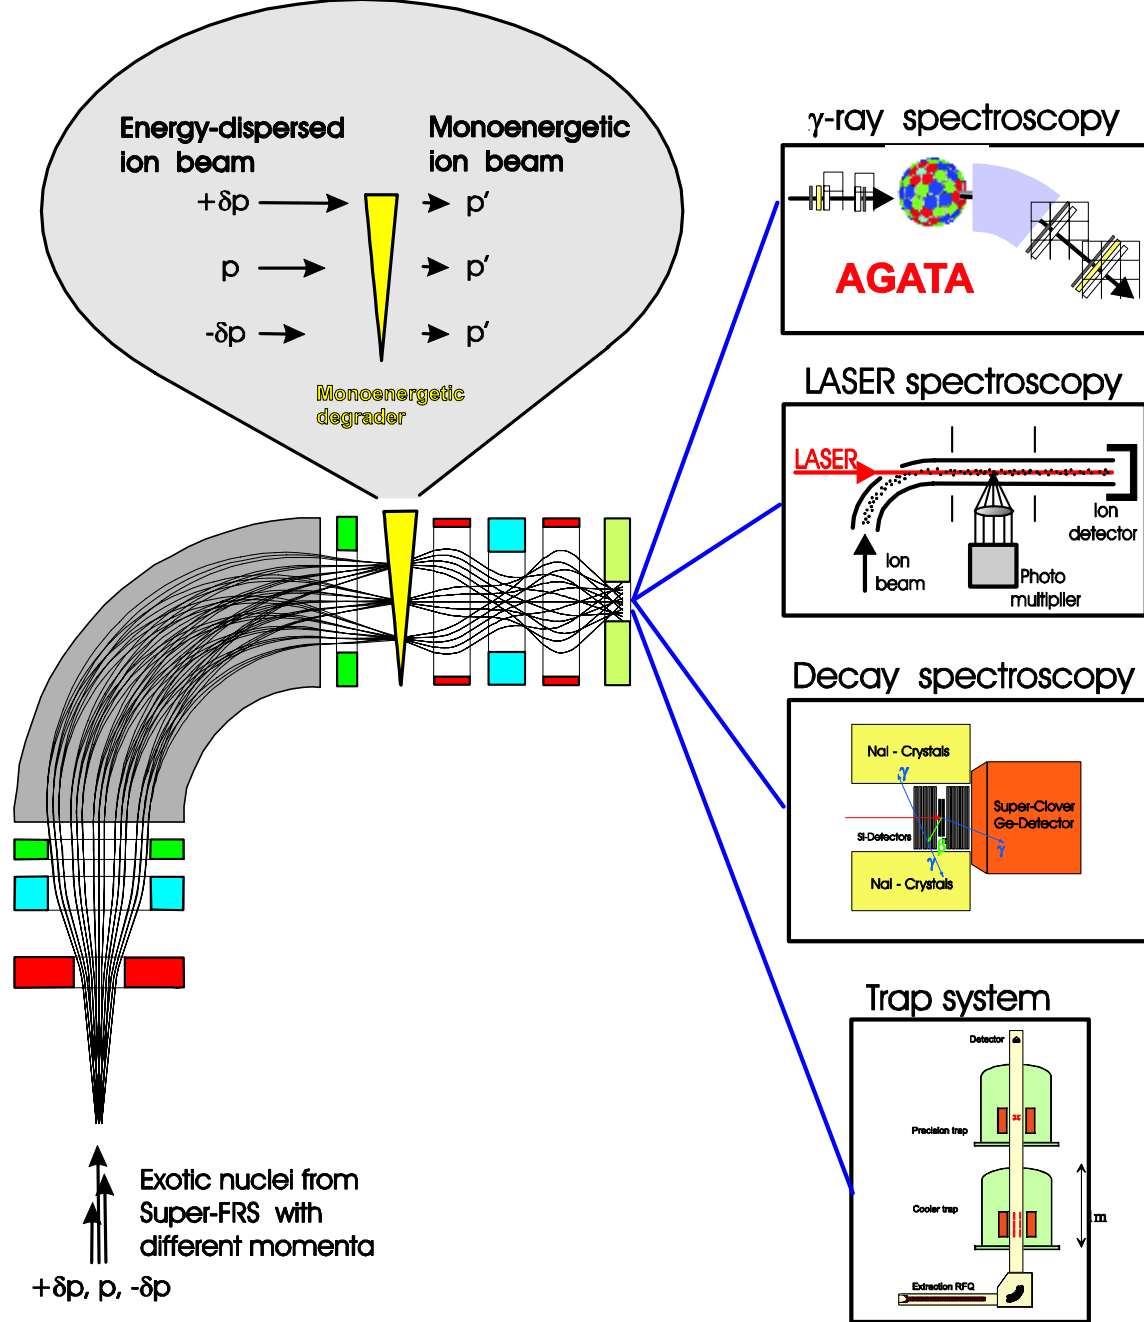 Energy-dispersed
ion beam
Monoenergetic
ion beam
+δp
p′
p
p′
-δp
p′
Monoenergetic
degrader
Exotic nuclei from
Super-FRS with
different momenta
+δp, p, -δp
γ-ray spectroscopy
AGATA
LASER spectroscopy
LASER
Ion
detector
Ion
beam
Photo
multiplier
Decay spectroscopy
NaI - Crystals
γ
Super-Clover
Ge-Detector
Si-Detectors
β
γ
γ
NaI - Crystals
Trap system
Detector
Precision trap
Cooler trap
1m
Extraction RFQ